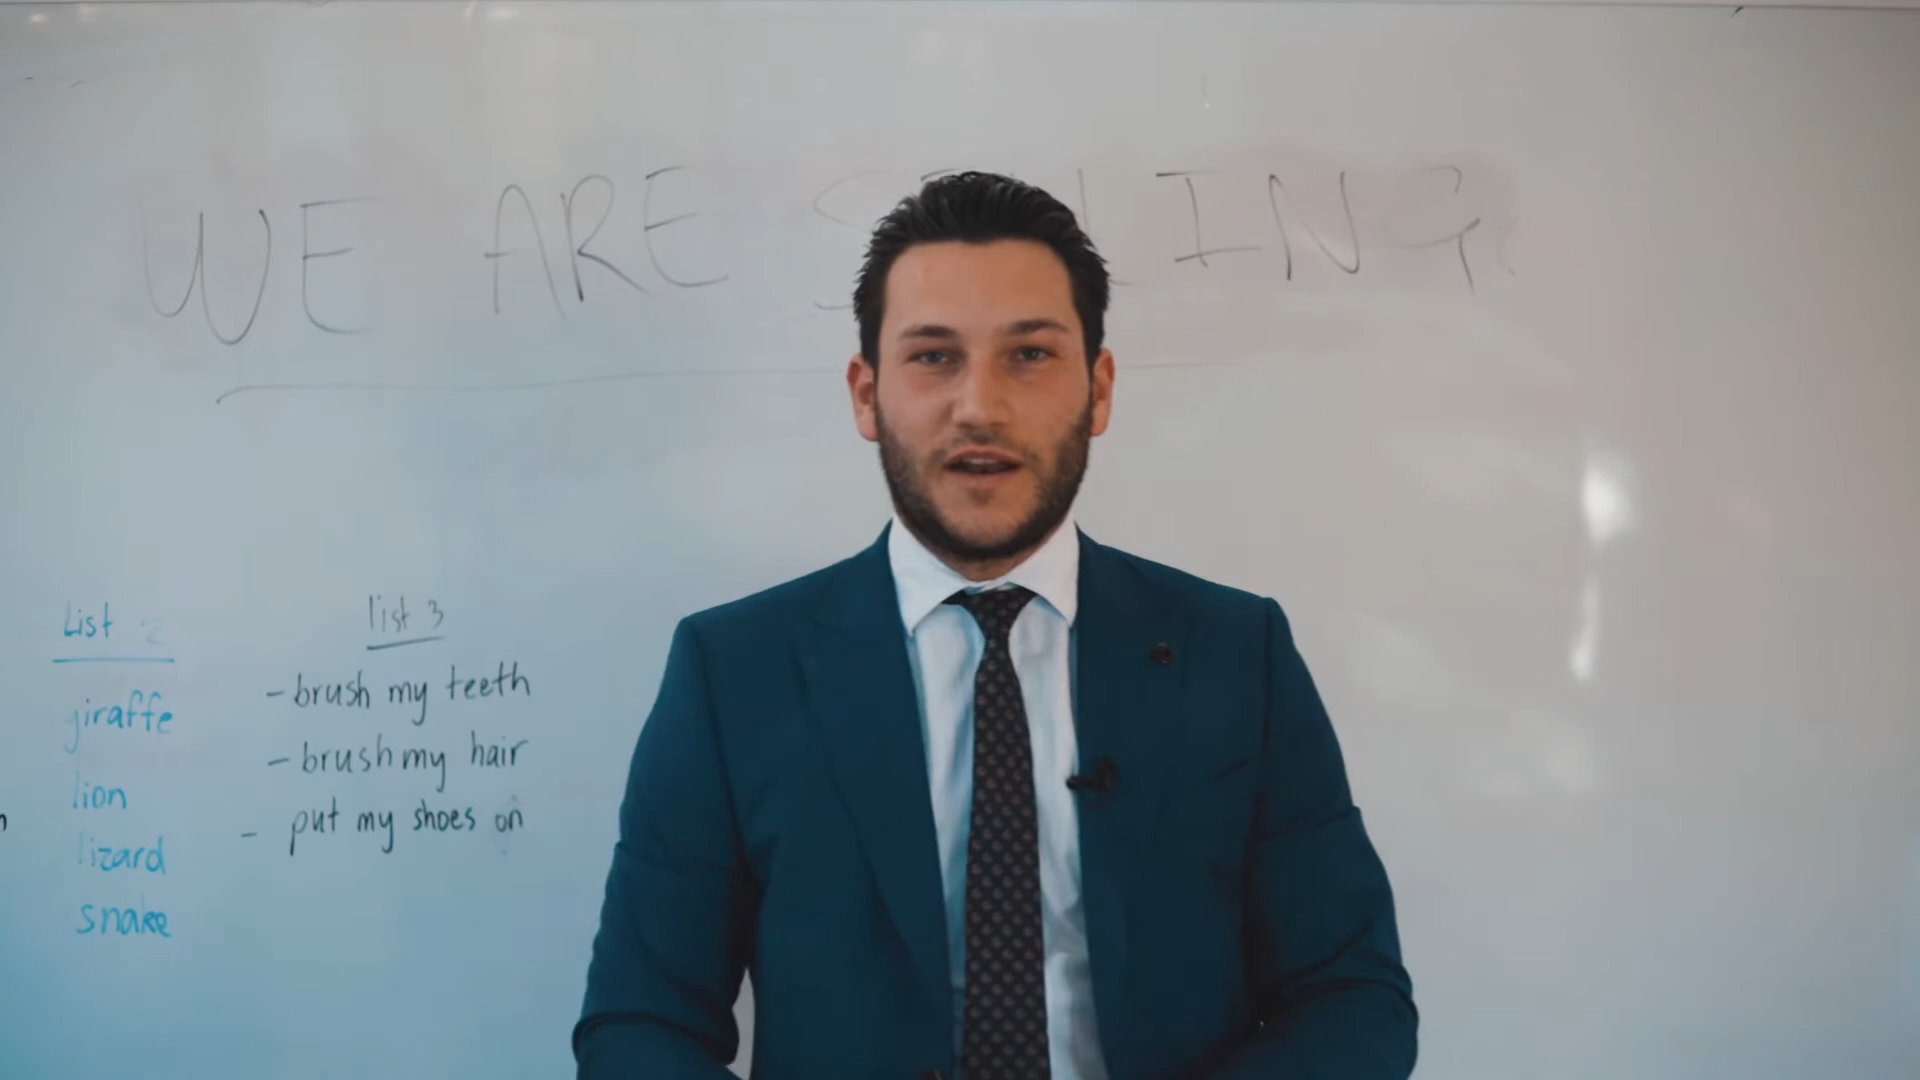 WE ARE
List 2
giraffe
lion
lizard
snake
list 3
- brush my teeth
- brush my hair
- put my shoes on